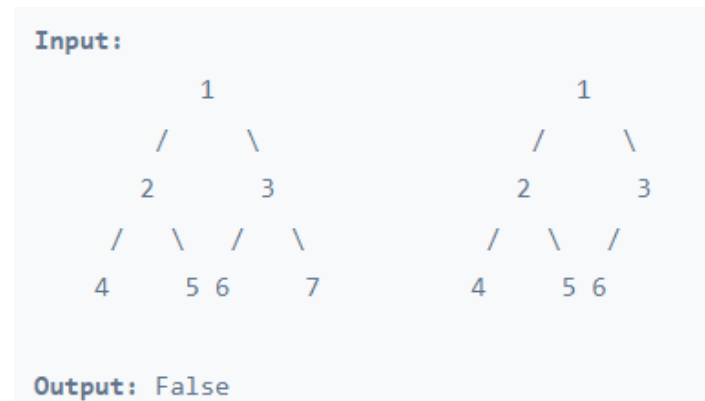 Input:
1 1
/ \ / \
2 3 2 3
/ \ / \ / \ /
4 5 6 7 4 5 6
Output: False